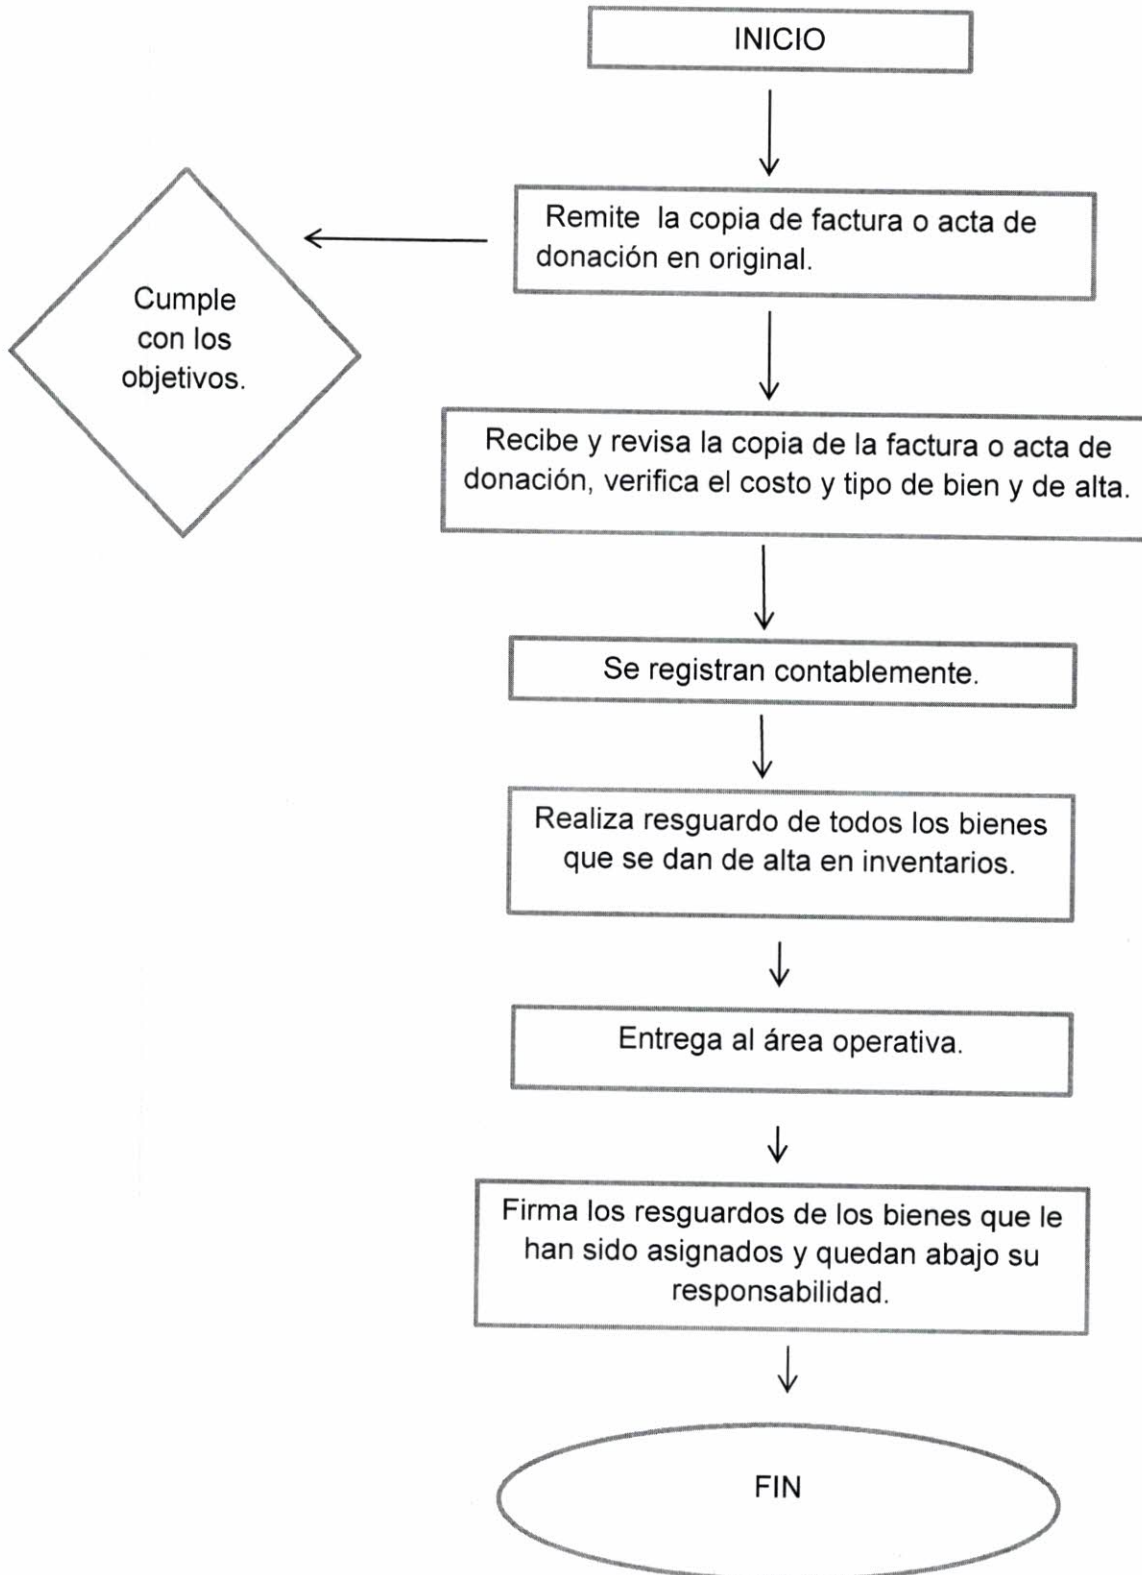 INICIO
Remite la copia de factura o acta de
donación en original.
Cumple
con los
objetivos.
Recibe y revisa la copia de la factura o acta de
donación, verifica el costo y tipo de bien y de alta.
Se registran contablemente.
Realiza resguardo de todos los bienes
que se dan de alta en inventarios.
Entrega al área operativa.
Firma los resguardos de los bienes que le
han sido asignados y quedan abajo su
responsabilidad.
FIN